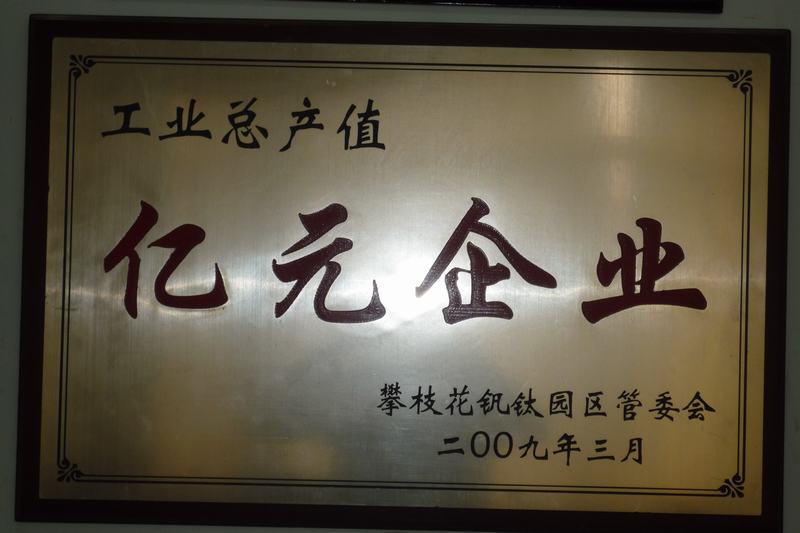 工业总产值
亿元企业
攀枝花钒钛园区管委会
二00九年三月